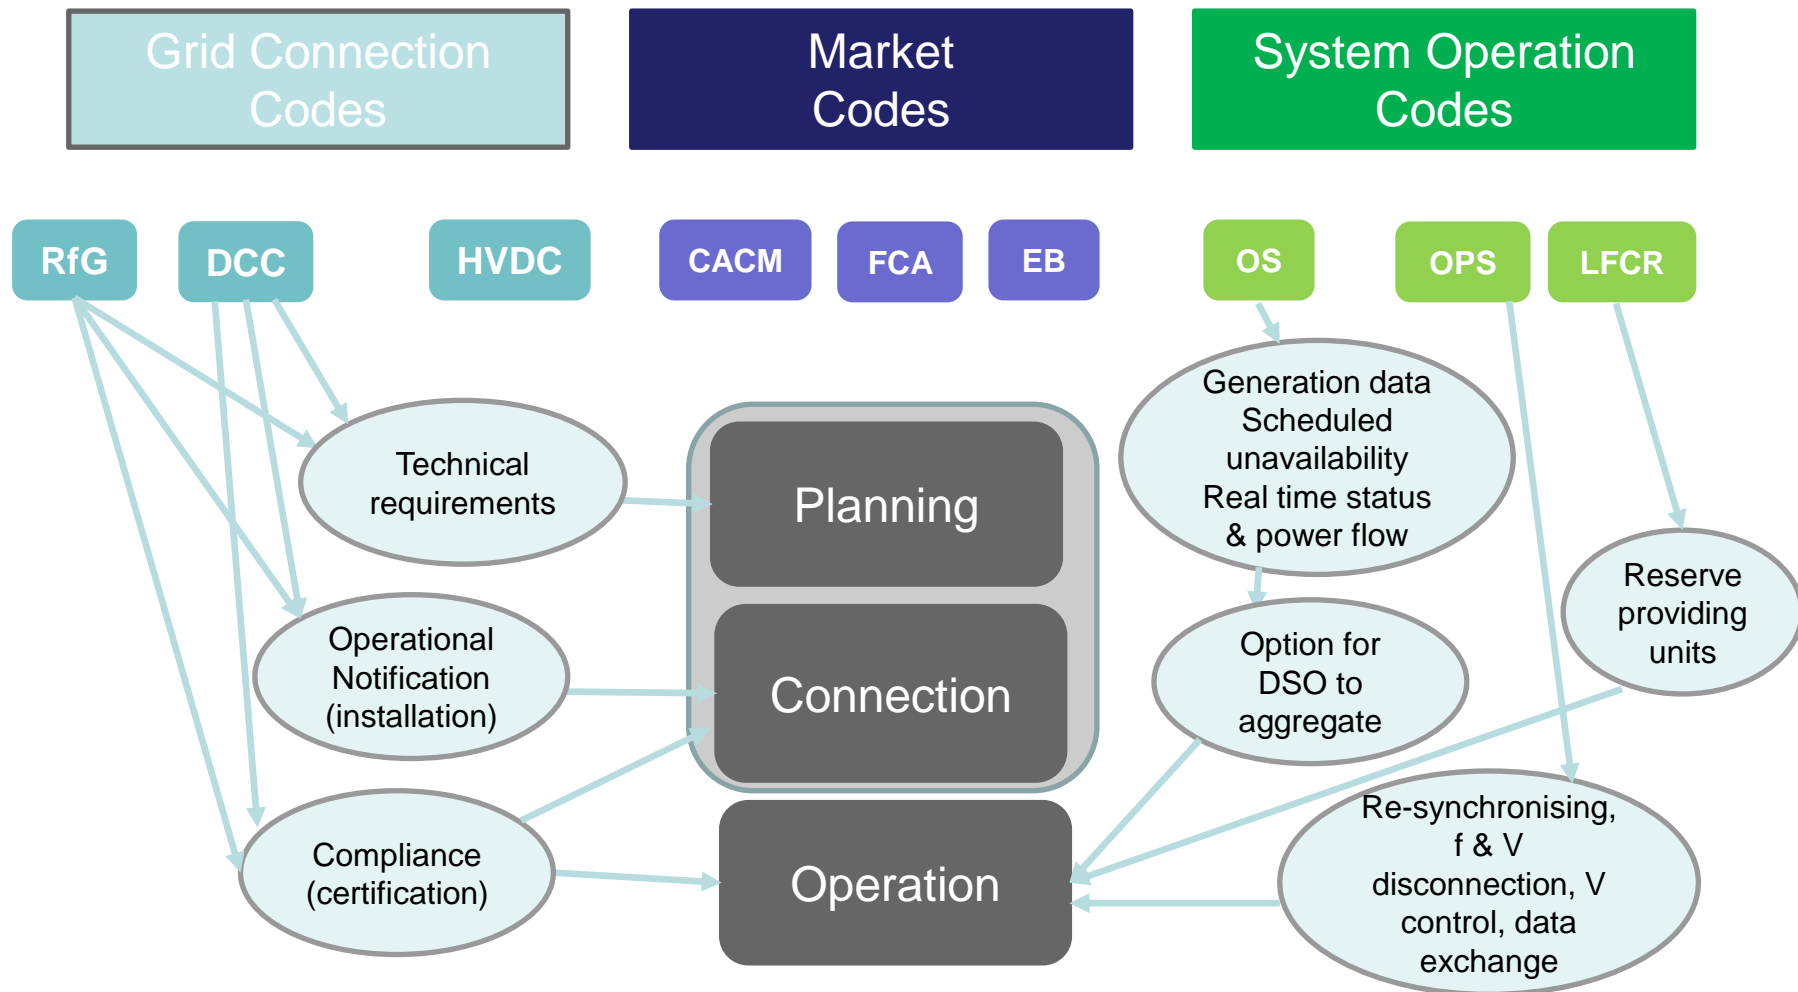 Grid Connection
Codes
Market
Codes
System Operation
Codes
RfG
DCC
HVDC
CACM
FCA
EB
OS
OPS
LFCR
Technical
requirements
Operational
Notification
(installation)
Compliance
(certification)
Planning
Connection
Operation
Generation data
Scheduled
unavailability
Real time status
& power flow
Option for
DSO to
aggregate
Reserve
providing
units
Re-synchronising,
f & V
disconnection, V
control, data
exchange